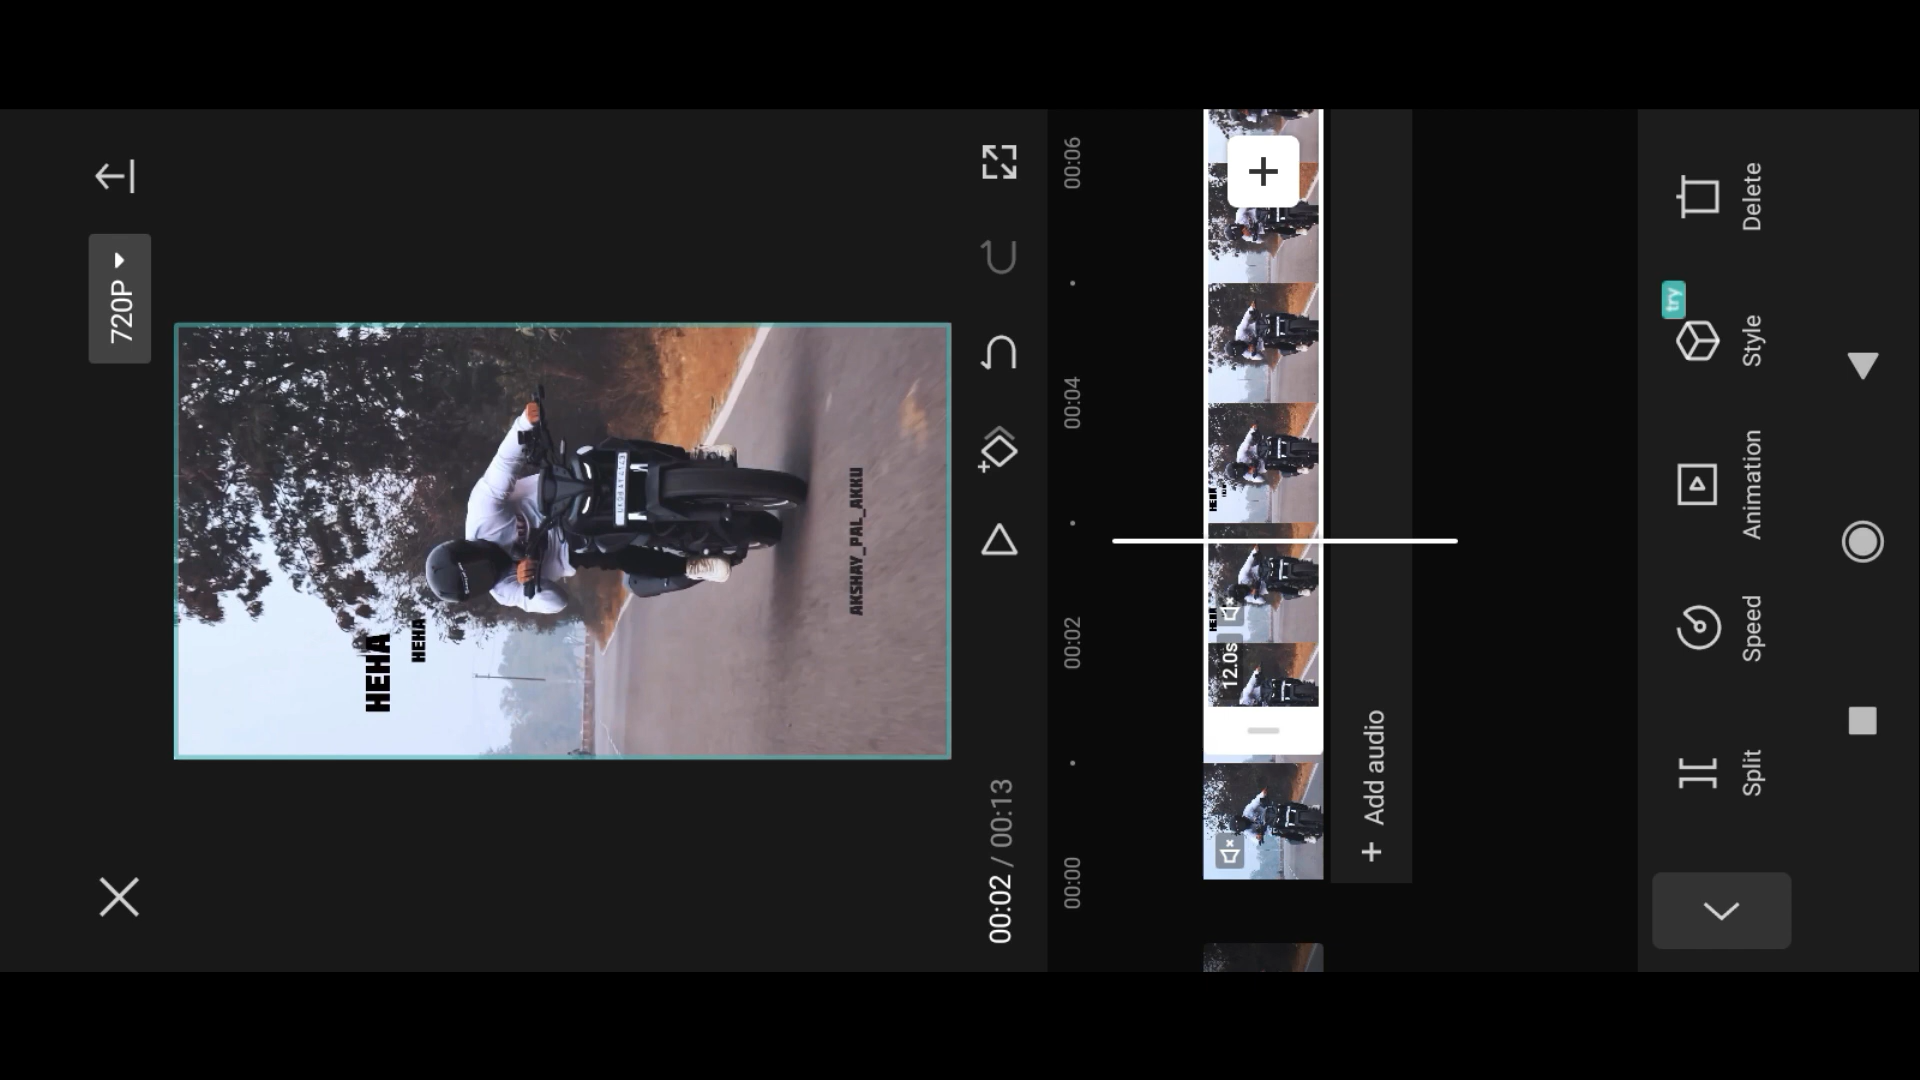 720P
HEHA
HEHA
AKSHAY_PAL_AKKU
00:02 / 00:13
00:00
00:02
00:04
00:06
12.0s
+ Add audio
Split
Speed
Animation
try
Style
Delete